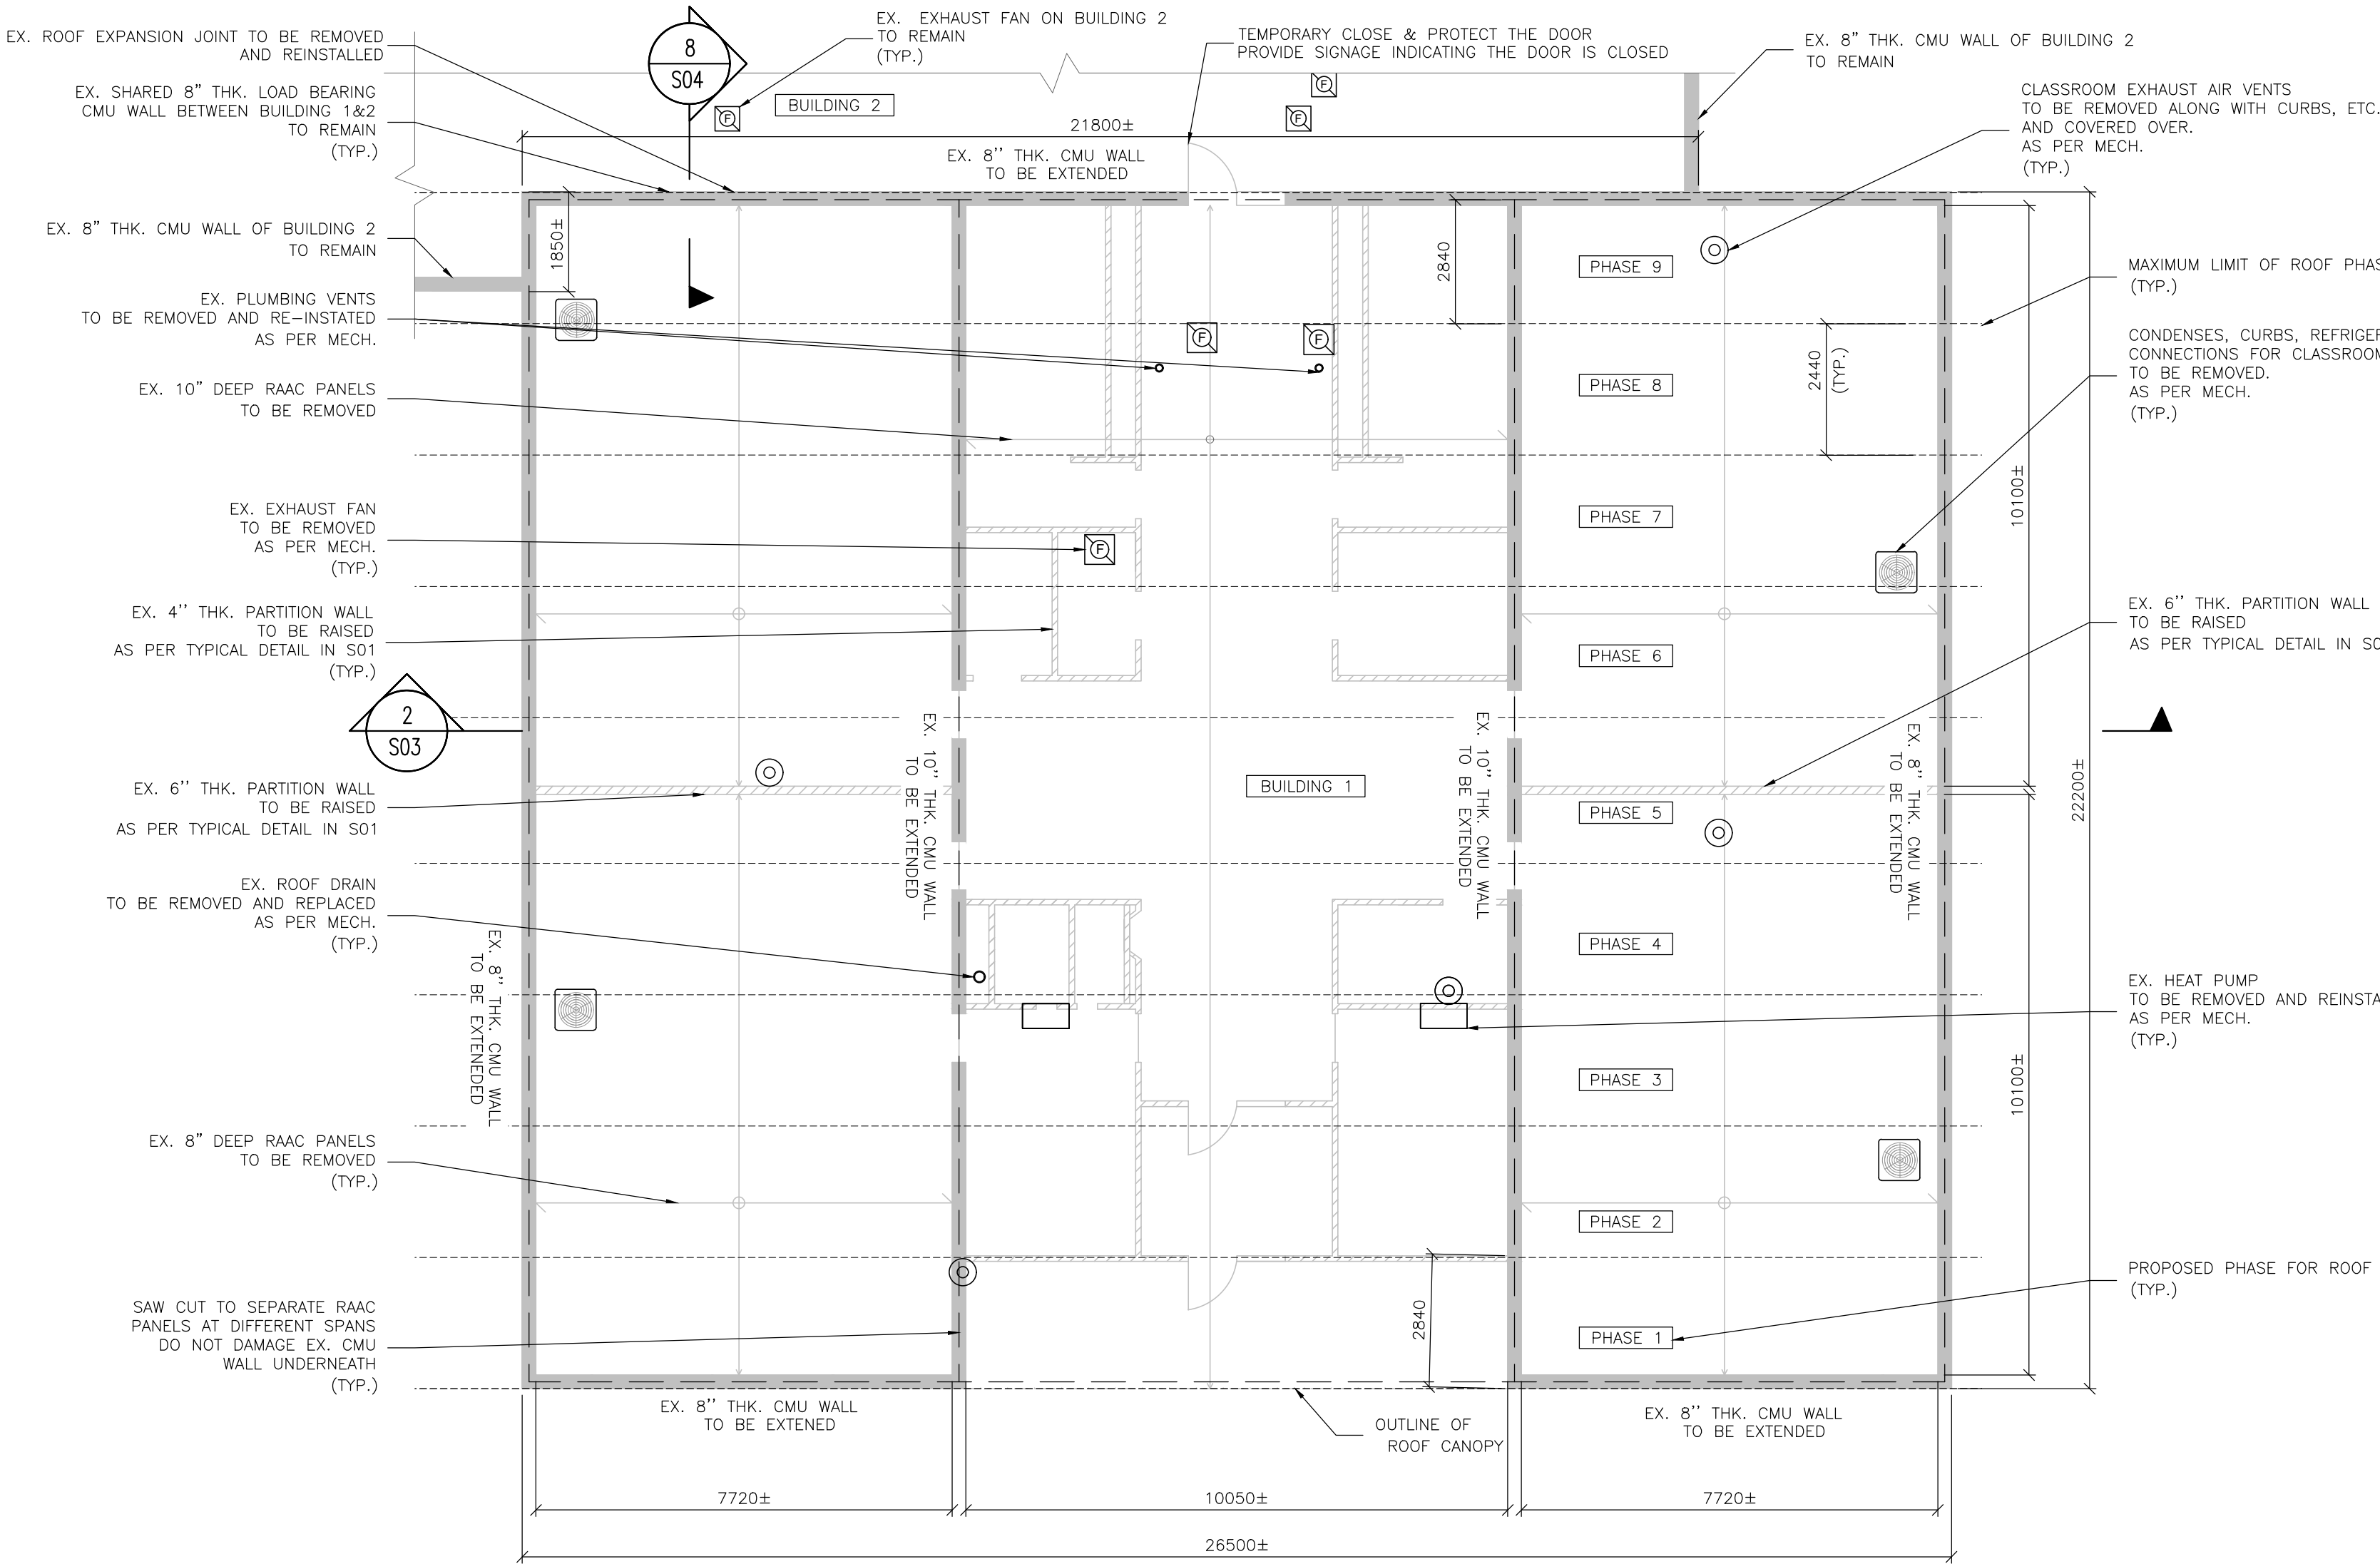 EX. ROOF EXPANSION JOINT TO BE REMOVED
AND REINSTALLED
EX. SHARED 8" THK. LOAD BEARING
CMU WALL BETWEEN BUILDING 1&2
TO REMAIN
(TYP.)
EX. 8" THK. CMU WALL OF BUILDING 2
TO REMAIN
EX. PLUMBING VENTS
TO BE REMOVED AND RE-INSTATED
AS PER MECH.
EX. 10" DEEP RAAC PANELS
TO BE REMOVED
EX. EXHAUST FAN
TO BE REMOVED
AS PER MECH.
(TYP.)
EX. 4'' THK. PARTITION WALL
TO BE RAISED
AS PER TYPICAL DETAIL IN S01
(TYP.)
2
S03
EX. 6'' THK. PARTITION WALL
TO BE RAISED
AS PER TYPICAL DETAIL IN S01
EX. ROOF DRAIN
TO BE REMOVED AND REPLACED
AS PER MECH.
(TYP.)
EX. 8" THK. CMU WALL
TO BE EXTENEDED
EX. 8" DEEP RAAC PANELS
TO BE REMOVED
(TYP.)
SAW CUT TO SEPARATE RAAC
PANELS AT DIFFERENT SPANS
DO NOT DAMAGE EX. CMU
WALL UNDERNEATH
(TYP.)
8
S04
EX. EXHAUST FAN ON BUILDING 2
TO REMAIN
(TYP.)
F
BUILDING 2
TEMPORARY CLOSE & PROTECT THE DOOR
PROVIDE SIGNAGE INDICATING THE DOOR IS CLOSED
F
F
21800±
EX. 8'' THK. CMU WALL
TO BE EXTENDED
1850±
2840
F
F
F
EX. 10'' THK. CMU WALL
TO BE EXTENDED
EX. 10'' THK. CMU WALL
TO BE EXTENDED
BUILDING 1
EX. 8" THK. CMU WALL
TO BE EXTENDED
PHASE 9
PHASE 8
PHASE 7
PHASE 6
PHASE 5
PHASE 4
PHASE 3
PHASE 2
PHASE 1
2440
(TYP.)
10100±
22200±
10100±
2840
EX. 8" THK. CMU WALL OF BUILDING 2
TO REMAIN
CLASSROOM EXHAUST AIR VENTS
TO BE REMOVED ALONG WITH CURBS, ETC.
AND COVERED OVER.
AS PER MECH.
(TYP.)
MAXIMUM LIMIT OF ROOF PHAS
(TYP.)
CONDENSES, CURBS, REFRIGER
CONNECTIONS FOR CLASSROOM
TO BE REMOVED.
AS PER MECH.
(TYP.)
EX. 6'' THK. PARTITION WALL
TO BE RAISED
AS PER TYPICAL DETAIL IN S0
EX. HEAT PUMP
TO BE REMOVED AND REINSTA
AS PER MECH.
(TYP.)
PROPOSED PHASE FOR ROOF
(TYP.)
EX. 8'' THK. CMU WALL
TO BE EXTENED
OUTLINE OF
ROOF CANOPY
EX. 8'' THK. CMU WALL
TO BE EXTENDED
7720±
10050±
7720±
26500±